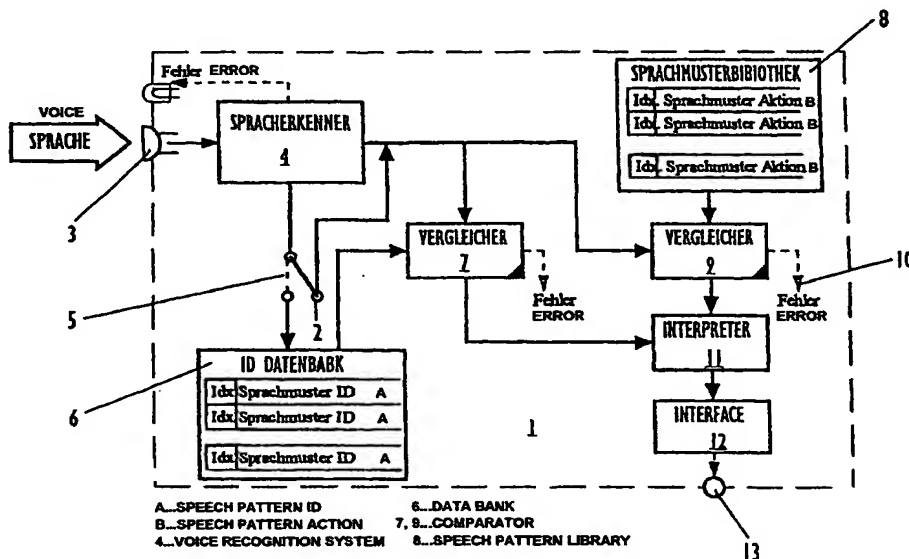 8
Fehler ERROR
SPRACHMUSTERBIBIOTHEK
Idx. Sprachmuster Aktion B
Idx. Sprachmuster Aktion B
Idx. Sprachmuster Aktion B
VOICE
SPRACHE
3
SPRACHERKENNER
4
VERGLEICHER
7
VERGLEICHER
9
10
Fehler
ERROR
Fehler
ERROR
5
2
INTERPRETER
11
ID DATENBABK
6
Idx Sprachmuster ID A
Idx Sprachmuster ID A
Idx Sprachmuster ID A
1
INTERFACE
12
13
A...SPEECH PATTERN ID
B...SPEECH PATTERN ACTION
4...VOICE RECOGNITION SYSTEM
6...DATA BANK
7, 9...COMPARATOR
8...SPEECH PATTERN LIBRARY